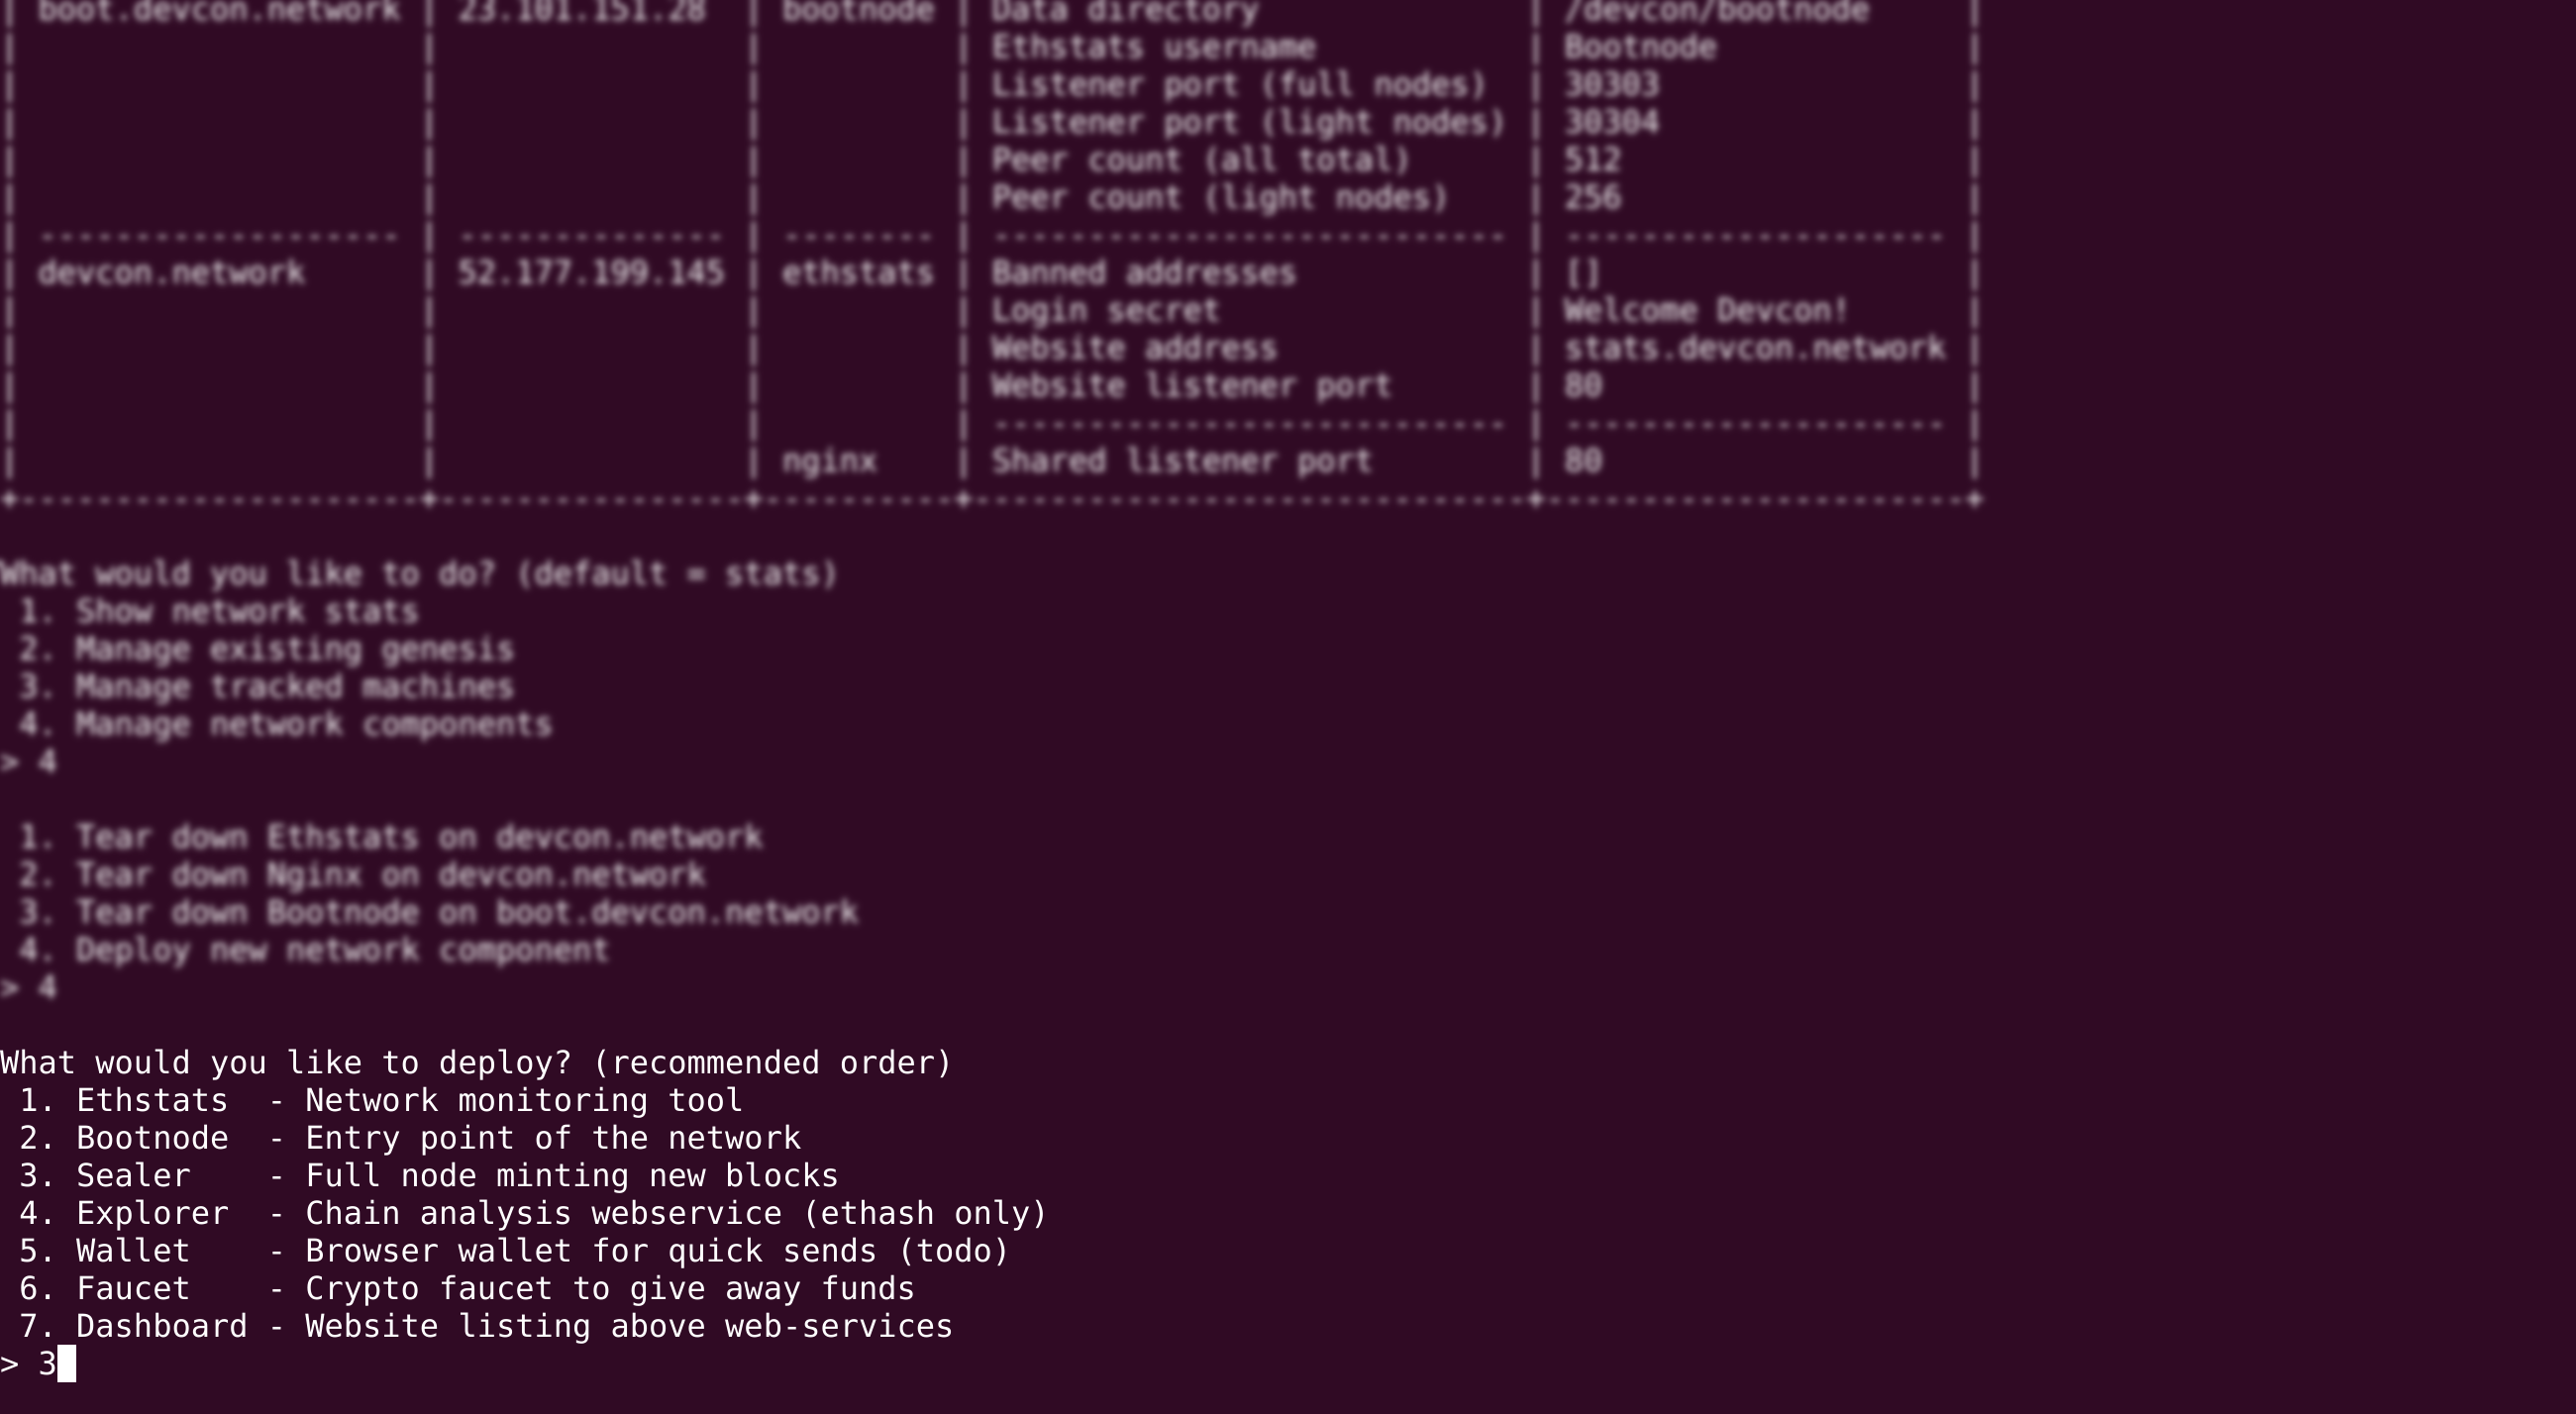 | boot.devcon.network | 23.101.151.28  | bootnode | Data directory              | /devcon/bootnode    |
|                     |                |          | Ethstats username           | Bootnode            |
|                     |                |          | Listener port (full nodes)  | 30303               |
|                     |                |          | Listener port (light nodes) | 30304               |
|                     |                |          | Peer count (all total)      | 512                 |
|                     |                |          | Peer count (light nodes)    | 256                 |
| ------------------- | -------------- | -------- | --------------------------- | ------------------- |
| devcon.network      | 52.177.199.145 | ethstats | Banned addresses            | []                  |
|                     |                |          | Login secret                | Welcome Devcon!     |
|                     |                |          | Website address             | stats.devcon.network |
|                     |                |          | Website listener port       | 80                  |
|                     |                |          | --------------------------- | ------------------- |
|                     |                | nginx    | Shared listener port        | 80                  |
+---------------------+----------------+----------+-----------------------------+----------------------+
What would you like to do? (default = stats)
 1. Show network stats
 2. Manage existing genesis
 3. Manage tracked machines
 4. Manage network components
> 4
 1. Tear down Ethstats on devcon.network
 2. Tear down Nginx on devcon.network
 3. Tear down Bootnode on boot.devcon.network
 4. Deploy new network component
> 4
What would you like to deploy? (recommended order)
 1. Ethstats  - Network monitoring tool
 2. Bootnode  - Entry point of the network
 3. Sealer    - Full node minting new blocks
 4. Explorer  - Chain analysis webservice (ethash only)
 5. Wallet    - Browser wallet for quick sends (todo)
 6. Faucet    - Crypto faucet to give away funds
 7. Dashboard - Website listing above web-services
> 3